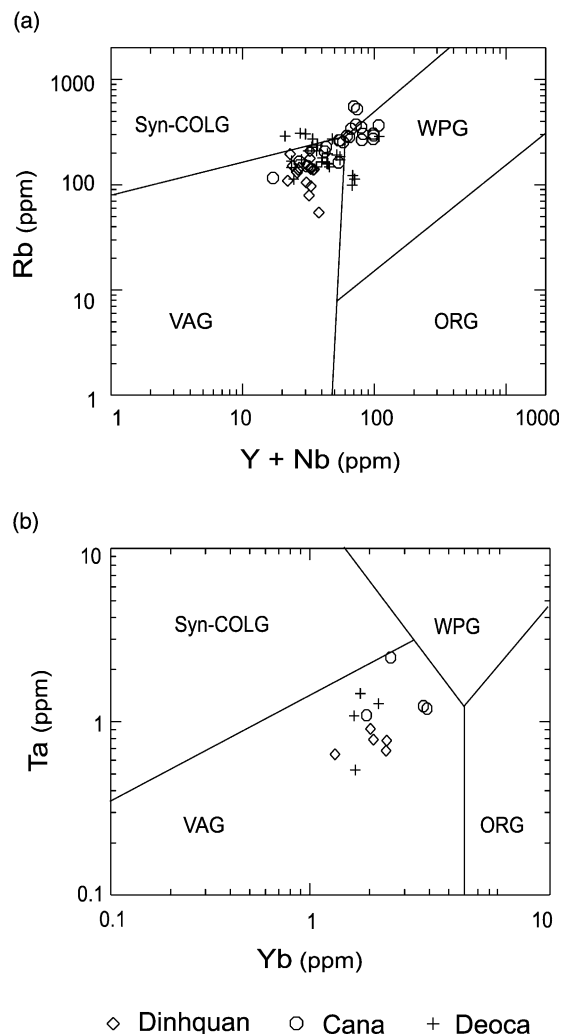 (a)
1000
Syn-COLG
WPG
100
Rb (ppm)
10
VAG
ORG
1
1 10 100 1000
Y + Nb (ppm)
(b)
10
Syn-COLG
WPG
Ta (ppm)
1
VAG
ORG
0.1
0.1 1 10
Yb (ppm)
Dinhquan Cana Deoca